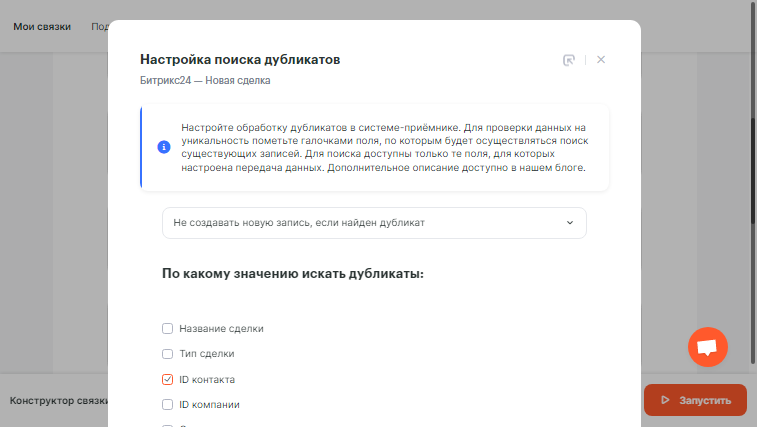 Мои связки
Настройка поиска дубликатов
Битрикс24 — Новая сделка
Настройте обработку дубликатов в системе-приёмнике. Для проверки данных на
уникальность пометьте галочками поля, по которым будет осуществляться поиск
существующих записей. Для поиска доступны только те поля, для которых
настроена передача данных. Дополнительное описание доступно в нашем блоге.
Не создавать новую запись, если найден дубликат
По какому значению искать дубликаты:
Название сделки
Тип сделки
ID контакта
ID компании
Конструктор связки
Запустить